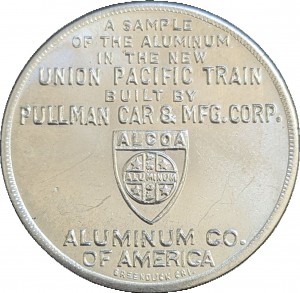 A SAMPLE
OF THE ALUMINUM
IN THE NEW
UNION PACIFIC TRAIN
BUILT BY
PULLMAN CAR & MFG. CORP.
ALCOA
ALUMINUM
ALUMINUM CO.
OF AMERICA
GREENDUCK, CHI.